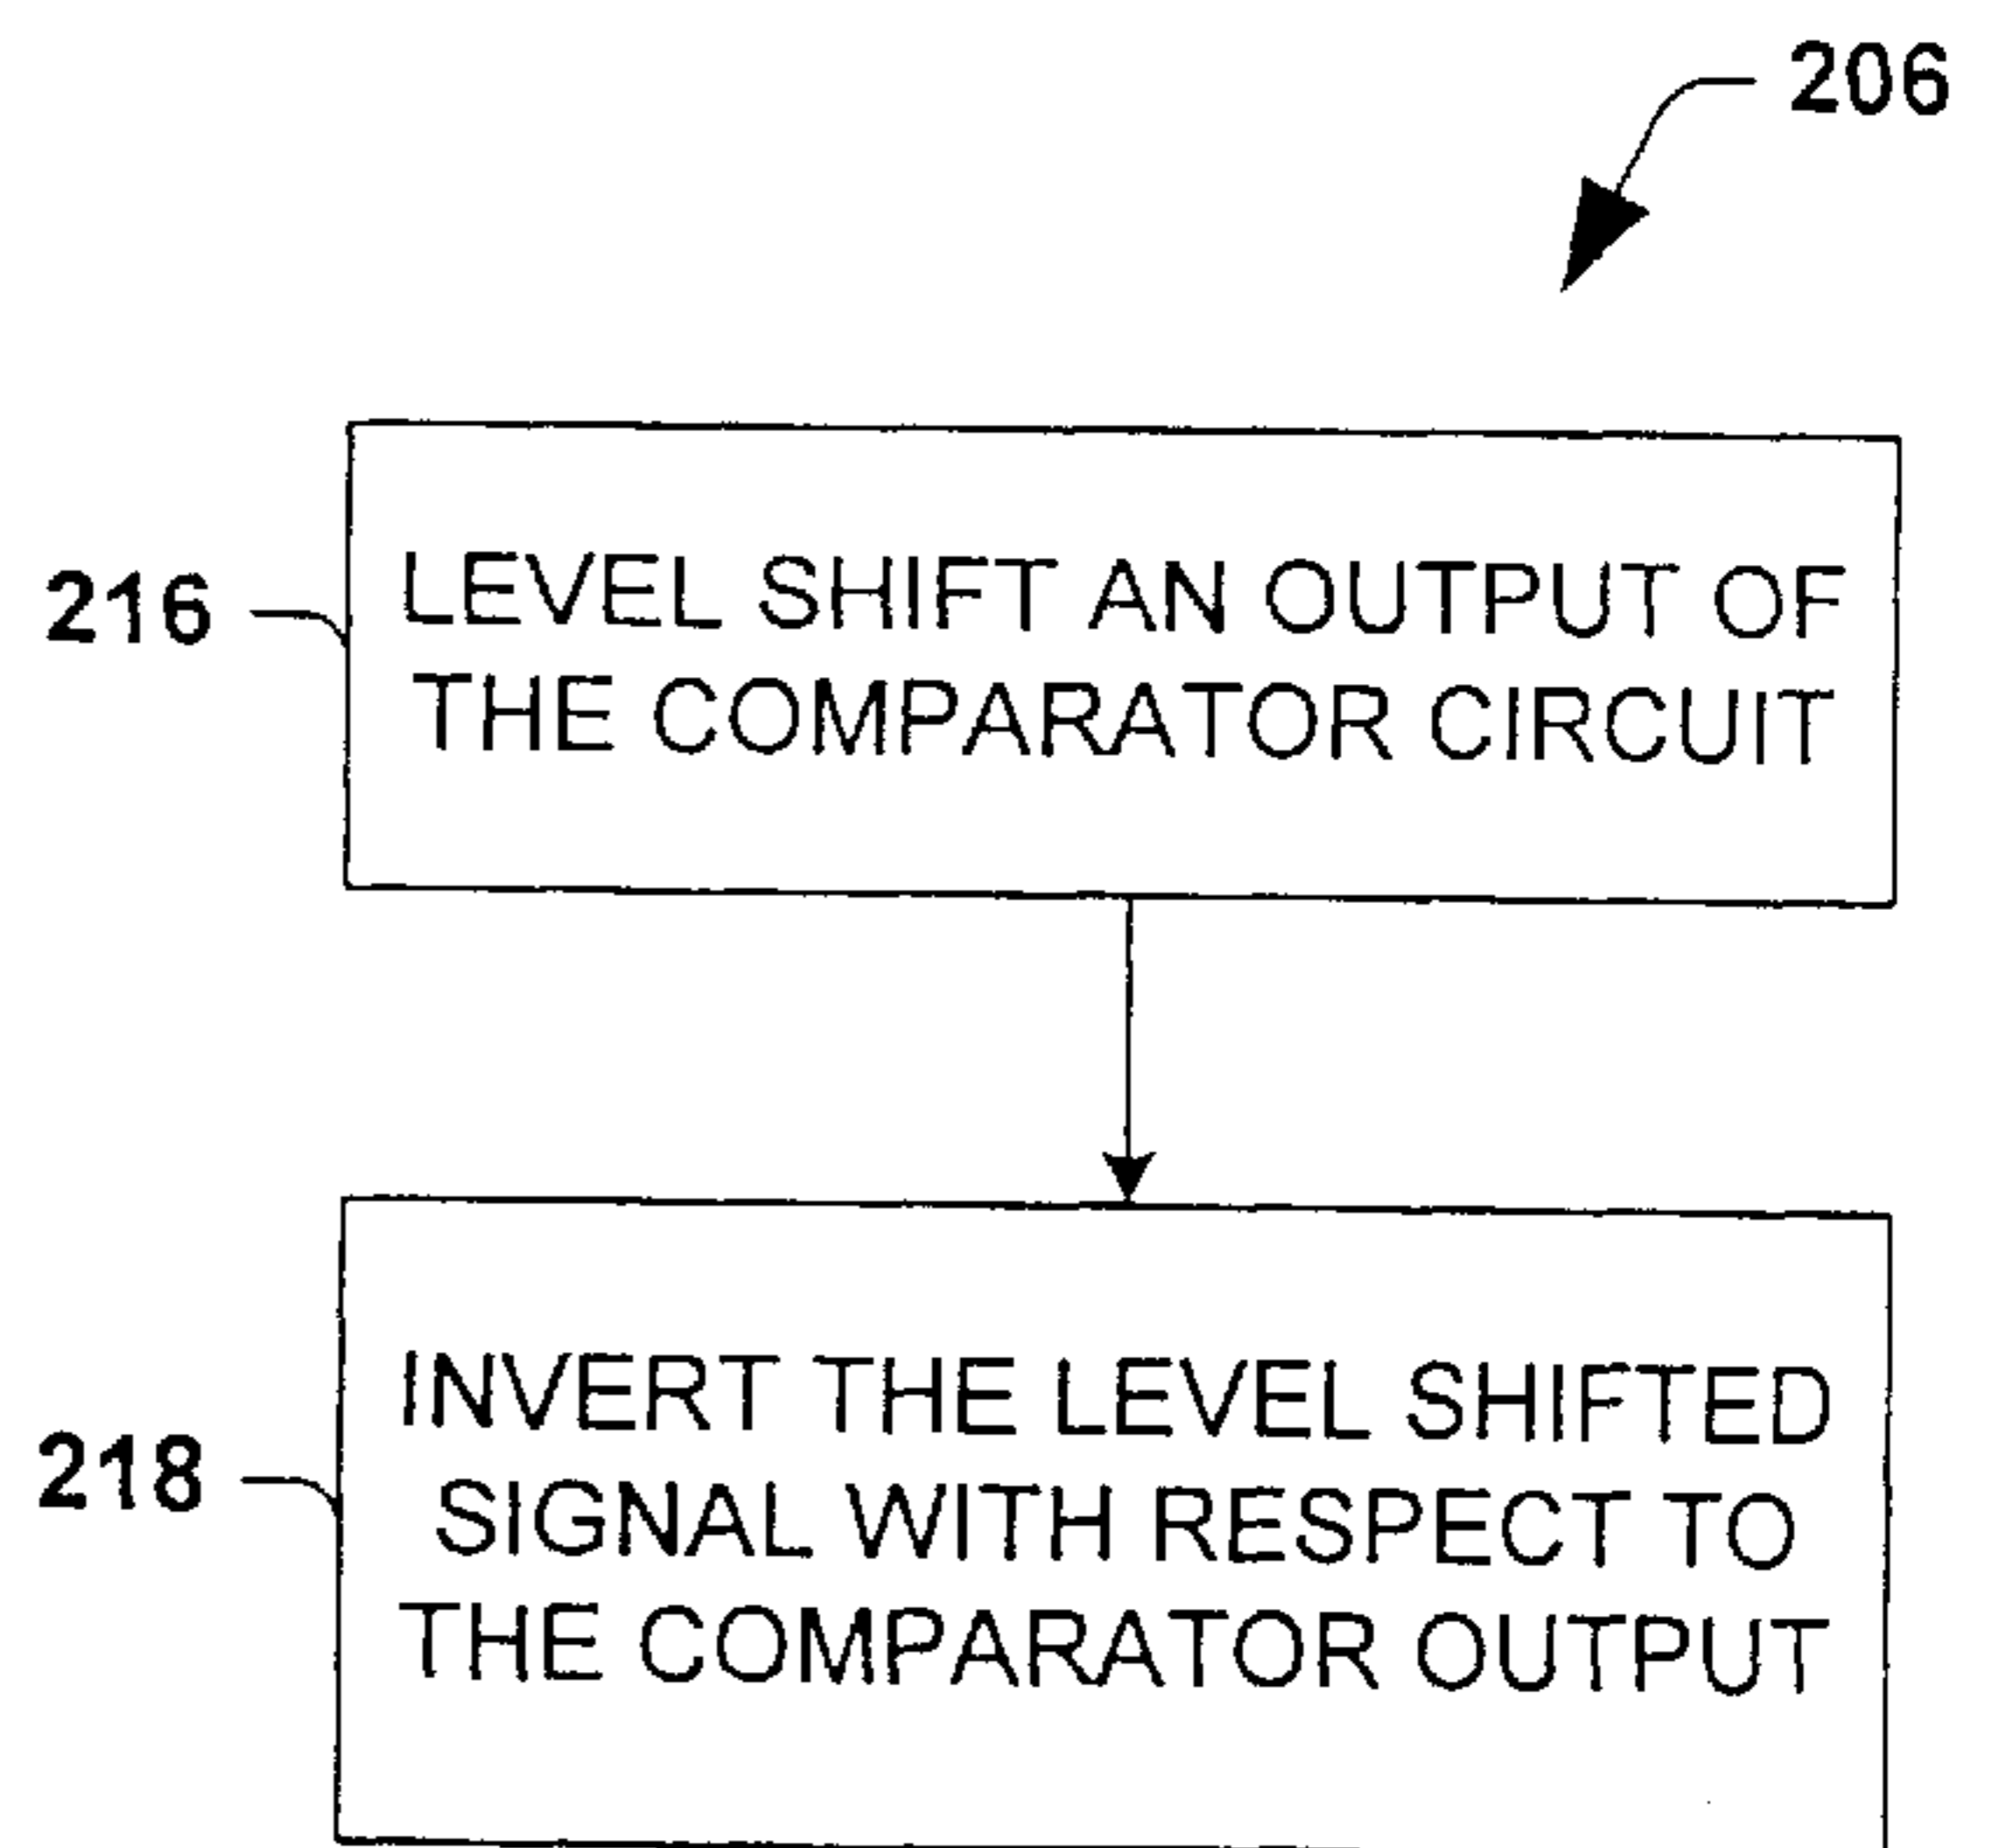 206
216
LEVEL SHIFT AN OUTPUT OF
THE COMPARATOR CIRCUIT
218
INVERT THE LEVEL SHIFTED
SIGNAL WITH RESPECT TO
THE COMPARATOR OUTPUT